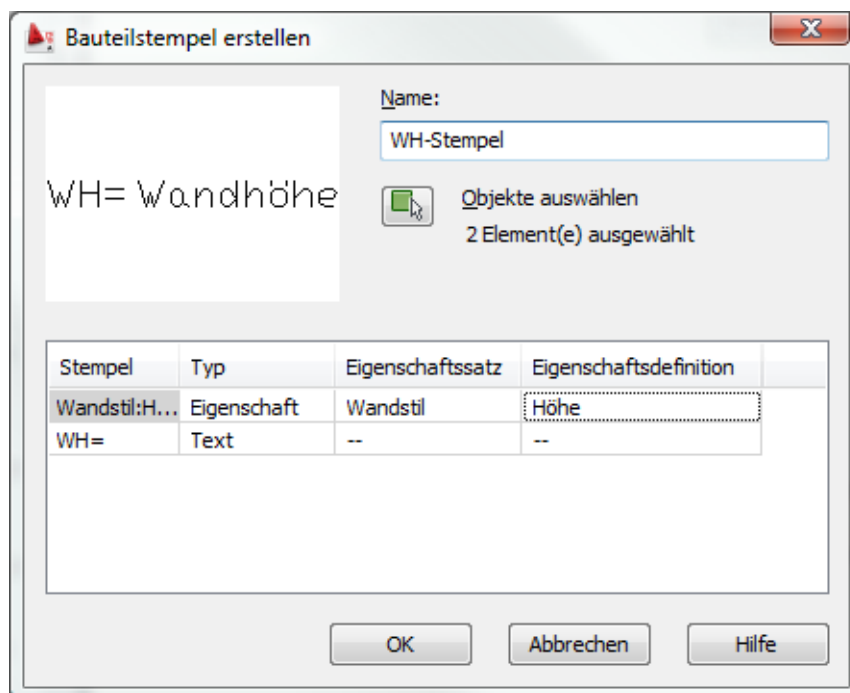 Bauteilstempel erstellen
Name:
WH-Stempel
WH= Wandhöhe
Objekte auswählen
2 Element(e) ausgewählt
Stempel Typ Eigenschaftssatz Eigenschaftsdefinition
Wandstil:H... Eigenschaft Wandstil Höhe
WH= Text -- --
OK Abbrechen Hilfe